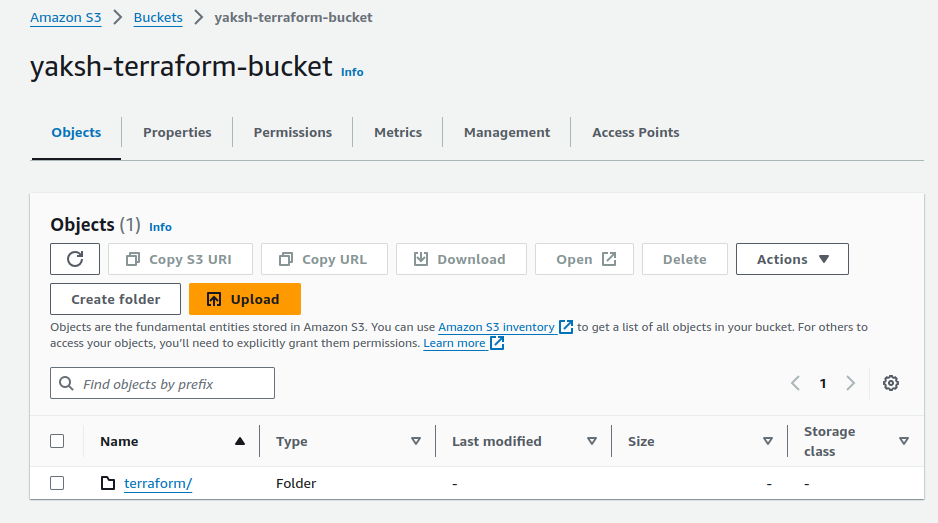 Amazon S3 > Buckets > yaksh-terraform-bucket
yaksh-terraform-bucket Info
Objects Properties Permissions Metrics Management Access Points
Objects (1) Info
Copy S3 URI Copy URL Download Open Delete Actions
Create folder Upload
Objects are the fundamental entities stored in Amazon S3. You can use Amazon S3 inventory to get a list of all objects in your bucket. For others to
access your objects, you'll need to explicitly grant them permissions. Learn more
Find objects by prefix 1
Name Type Last modified Size Storage
class
terraform/ Folder - - -